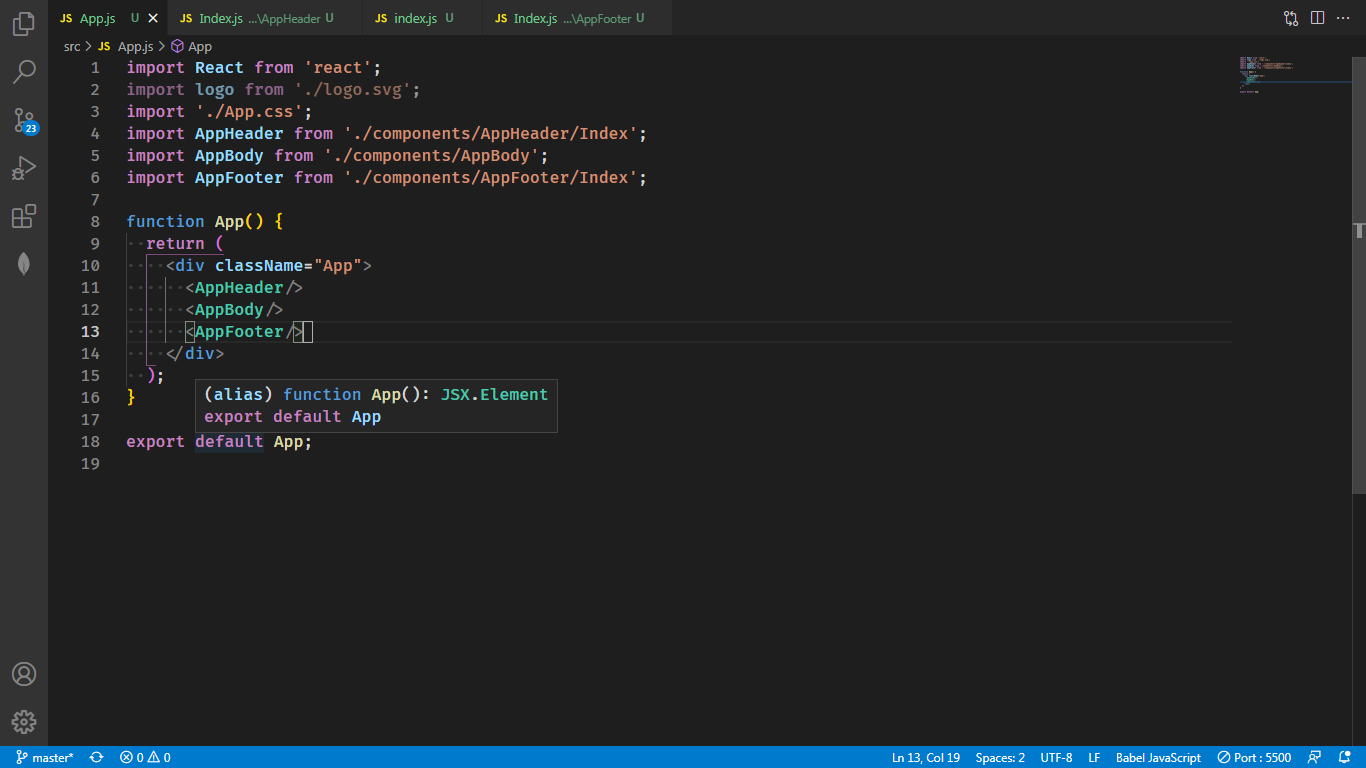 JS App.js U JS Index.js ...\AppHeader U JS index.js U JS Index.js ...\AppFooter U
src > JS App.js > App
1 import React from 'react';
2 import logo from './logo.svg';
3 import './App.css';
4 import AppHeader from './components/AppHeader/Index';
5 import AppBody from './components/AppBody';
6 import AppFooter from './components/AppFooter/Index';
7
8 function App() {
9 return (
10 <div className="App">
11 <AppHeader/>
12 <AppBody/>
13 <AppFooter/>
14 </div>
15 );
16 }
(alias) function App(): JSX.Element
export default App
17
18 export default App;
19
23
master* 0 0 Ln 13, Col 19 Spaces: 2 UTF-8 LF Babel JavaScript Port : 5500